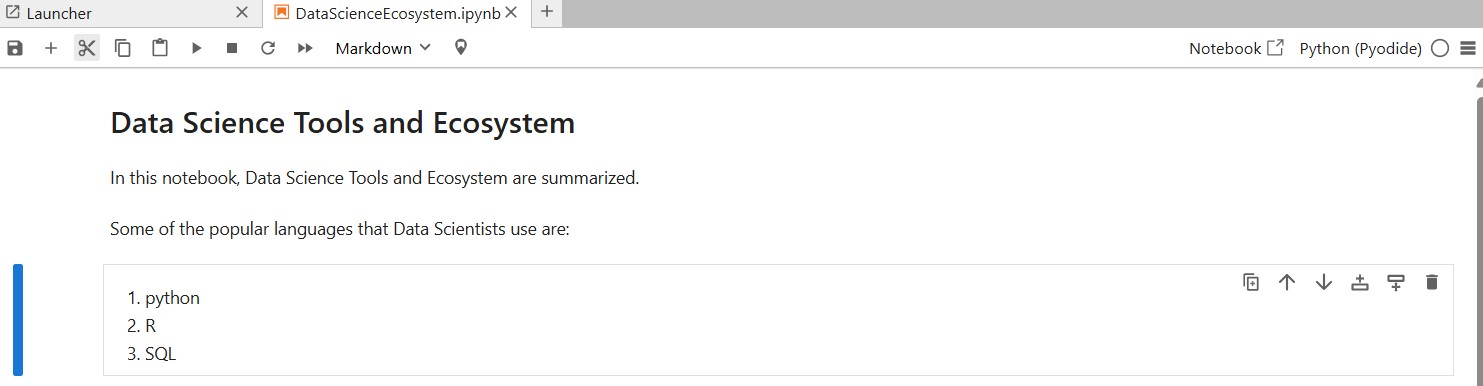 Launcher
DataScienceEcosystem.ipynb
Markdown
Notebook
Python (Pyodide)
Data Science Tools and Ecosystem
In this notebook, Data Science Tools and Ecosystem are summarized.
Some of the popular languages that Data Scientists use are:
1. python
2. R
3. SQL